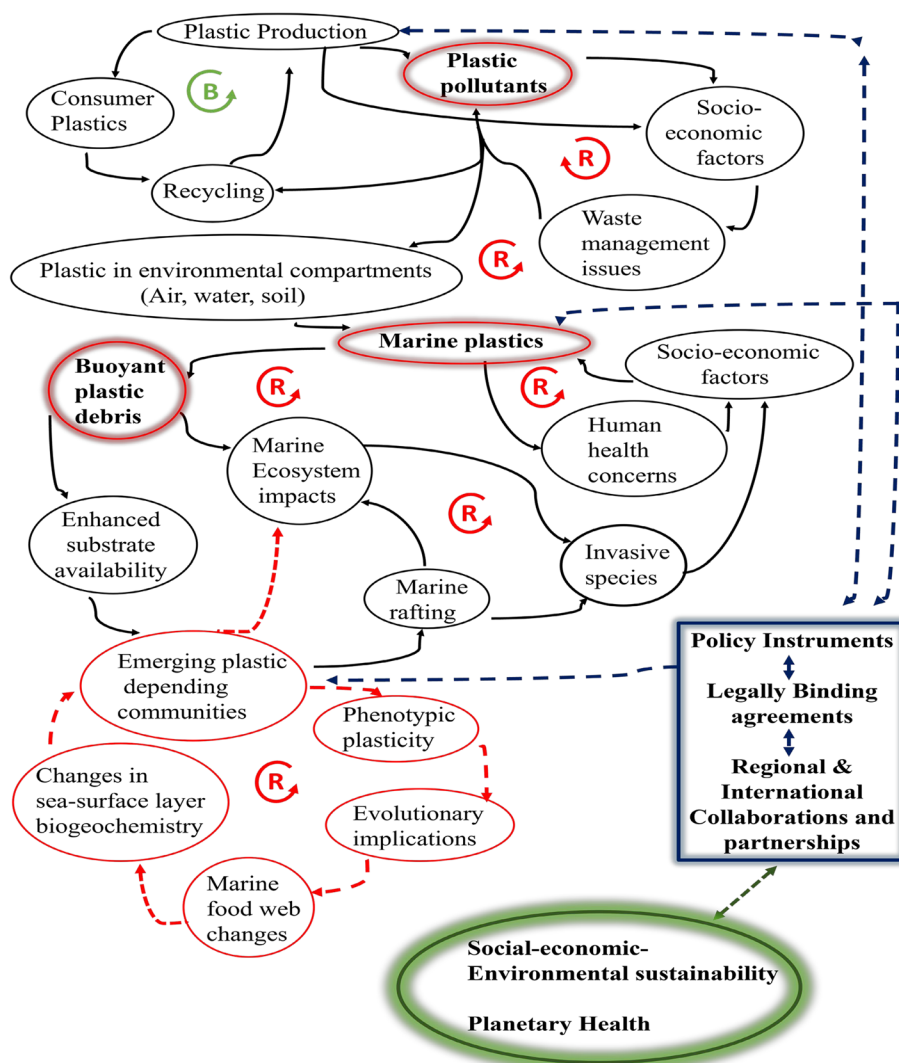 Plastic Production
Plastic
pollutants
B
Consumer
Plastics
Socio-
economic
factors
R
Recycling
Waste
management
issues
R
Plastic in environmental compartments
(Air, water, soil)
Marine plastics
Buoyant
plastic
debris
R
R
Socio-economic
factors
Human
health
concerns
Marine
Ecosystem
impacts
R
Enhanced
substrate
availability
Invasive
species
Marine
rafting
Policy Instruments
Legally Binding
agreements
Regional &
International
Collaborations and
partnerships
Emerging plastic
depending
communities
Phenotypic
plasticity
R
Changes in
sea-surface layer
biogeochemistry
Evolutionary
implications
Marine
food web
changes
Social-economic-
Environmental sustainability
Planetary Health